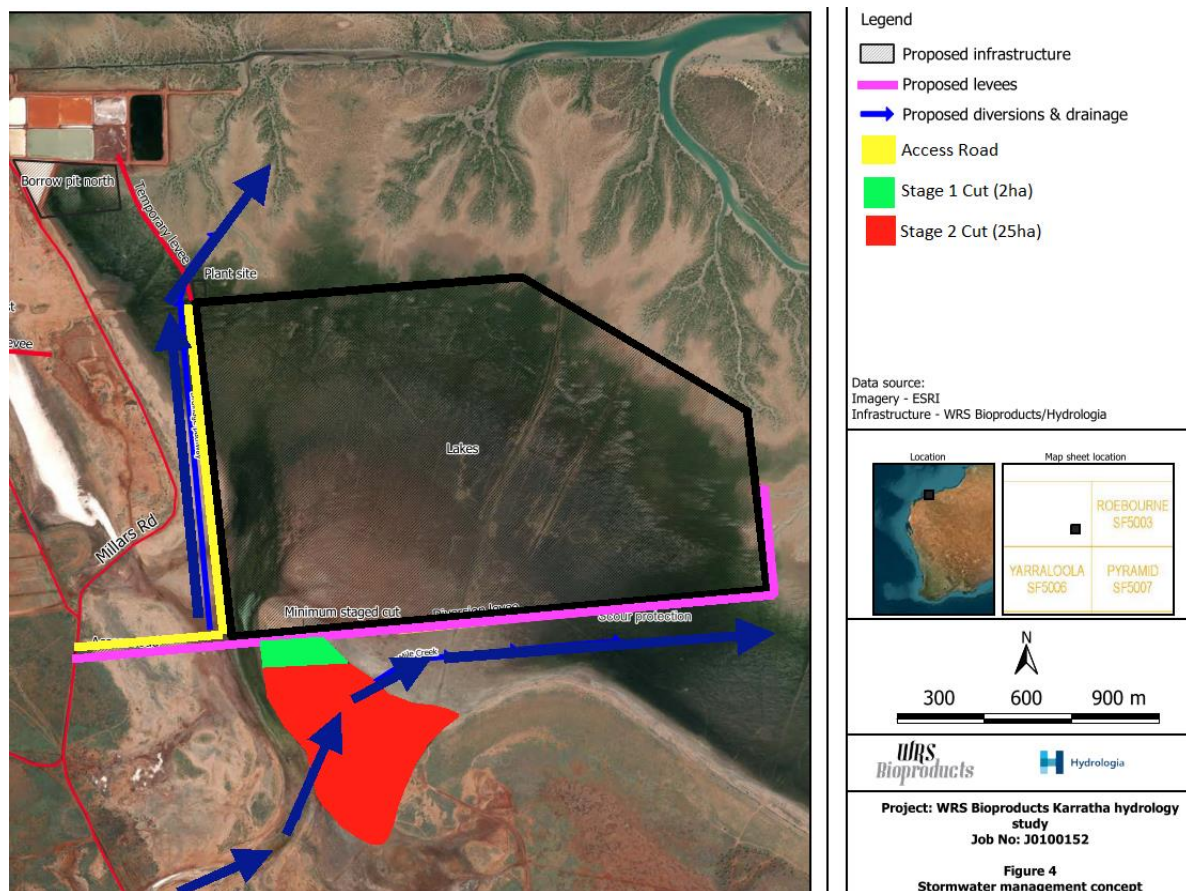 Borrow pit north
Temporary levee
Plant site
evee
Millars Rd
Lakes
Minimum staged cut
Diversion levee
Scour protection
Creek
Legend
Proposed infrastructure
Proposed levees
Proposed diversions & drainage
Access Road
Stage 1 Cut (2ha)
Stage 2 Cut (25ha)
Data source:
Imagery - ESRI
Infrastructure - WRS Bioproducts/Hydrologia
Location
Map sheet location
ROEBOURNE
SF5003
YARRALOOLA
SF5006
PYRAMID
SF5007
N
300 600 900 m
WRS
Bioproducts
Hydrologia
Project: WRS Bioproducts Karratha hydrology
study
Job No: J0100152
Figure 4
Stormwater management concept